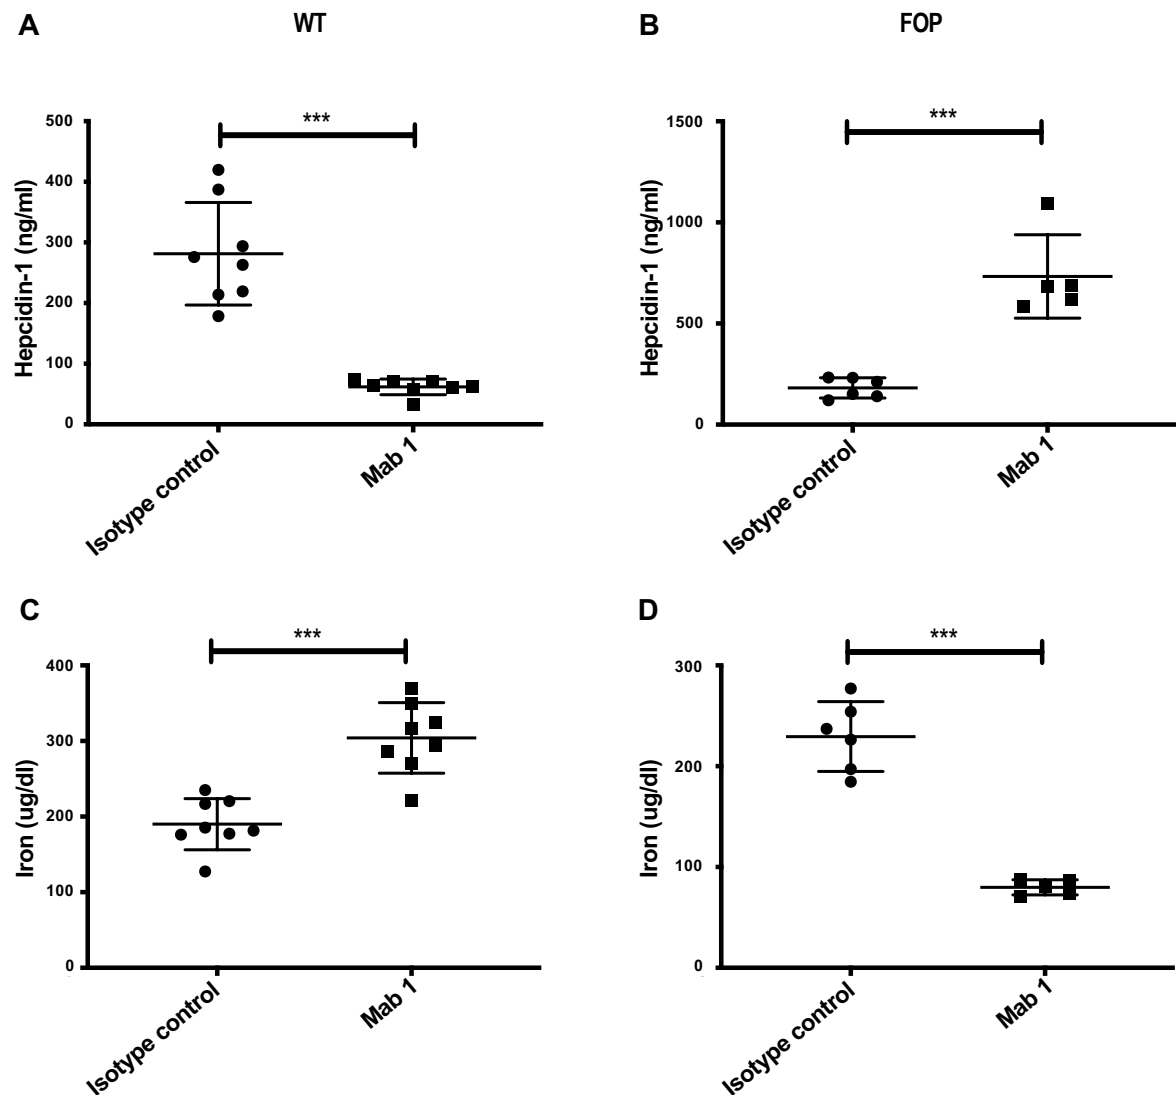 A
WT
B
FOP
500
400
300
200
100
0
Hepcidin-1 (ng/ml)
***
Isotype control
Mab 1
1500
1000
500
0
Hepcidin-1 (ng/ml)
***
Isotype control
Mab 1
C
400
300
200
100
0
Iron (ug/dl)
***
Isotype control
Mab 1
D
300
200
100
0
Iron (ug/dl)
***
Isotype control
Mab 1